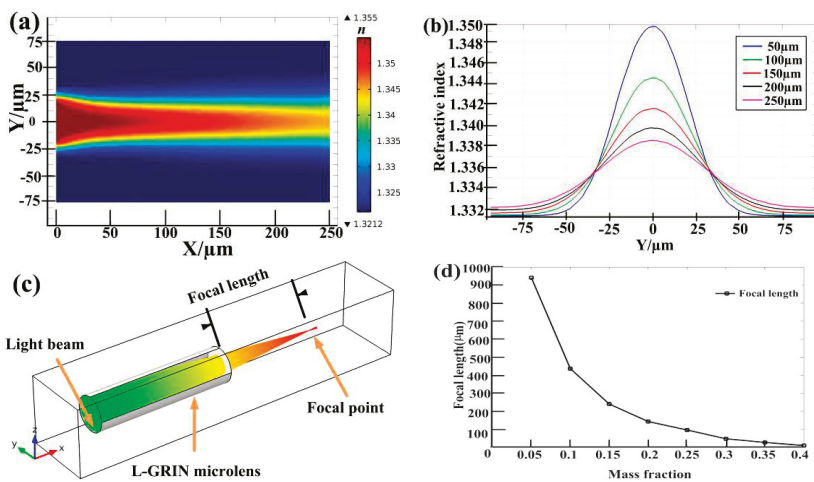 (a)
n
1.355
75
50
25
0
-25
-50
-75
Y/μm
0 50 100 150 200 250
X/μm
1.35
1.345
1.34
1.335
1.33
1.325
1.3212
(b)
1.350
1.348
1.346
1.344
1.342
1.340
1.338
1.336
1.334
1.332
Refractive index
50μm
100μm
150μm
200μm
250μm
-75 -50 -25 0 25 50 75
Y/μm
(c)
Focal length
Light beam
Focal point
L-GRIN microlens
z
y
x
(d)
1000
900
800
700
600
500
400
300
200
100
Focal length(μm)
Focal length
0.05 0.1 0.15 0.2 0.25 0.3 0.35 0.4
Mass fraction